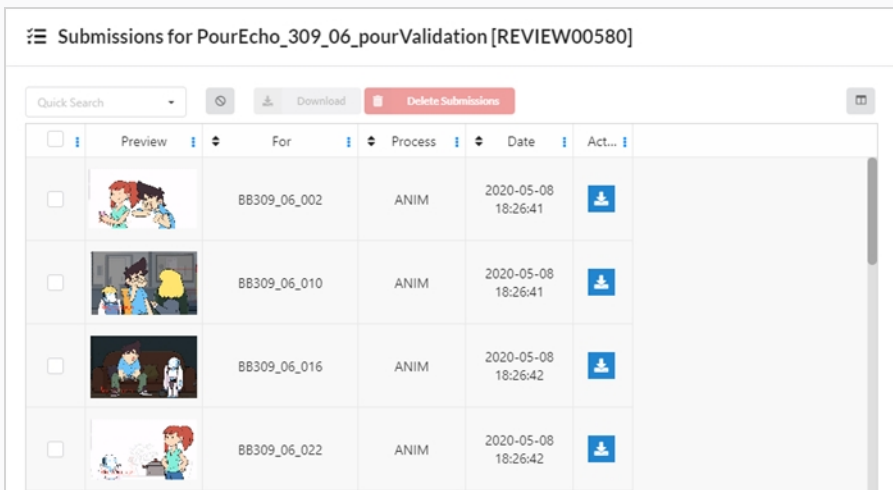 Submissions for PourEcho_309_06_pourValidation [REVIEW00580]
Quick Search Download Delete Submissions
Preview For Process Date Act...
BB309_06_002 ANIM 2020-05-08
18:26:41
BB309_06_010 ANIM 2020-05-08
18:26:41
BB309_06_016 ANIM 2020-05-08
18:26:42
BB309_06_022 ANIM 2020-05-08
18:26:42